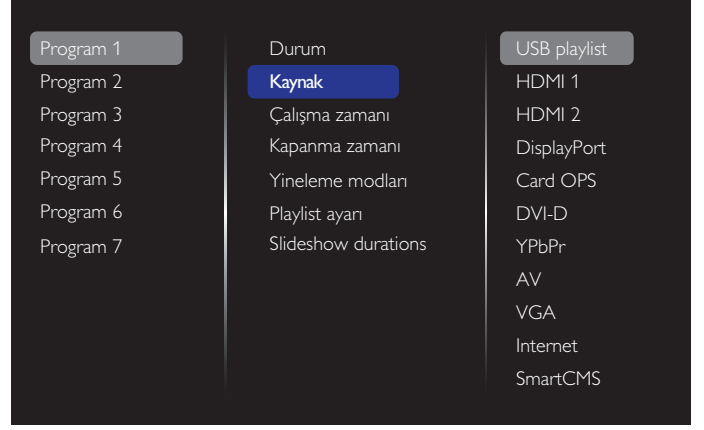 Program 1
Program 2
Program 3
Program 4
Program 5
Program 6
Program 7
Durum
Kaynak
Çalışma zamanı
Kapanma zamanı
Yineleme modları
Playlist ayarı
Slideshow durations
USB playlist
HDMI 1
HDMI 2
DisplayPort
Card OPS
DVI-D
YPbPr
AV
VGA
Internet
SmartCMS